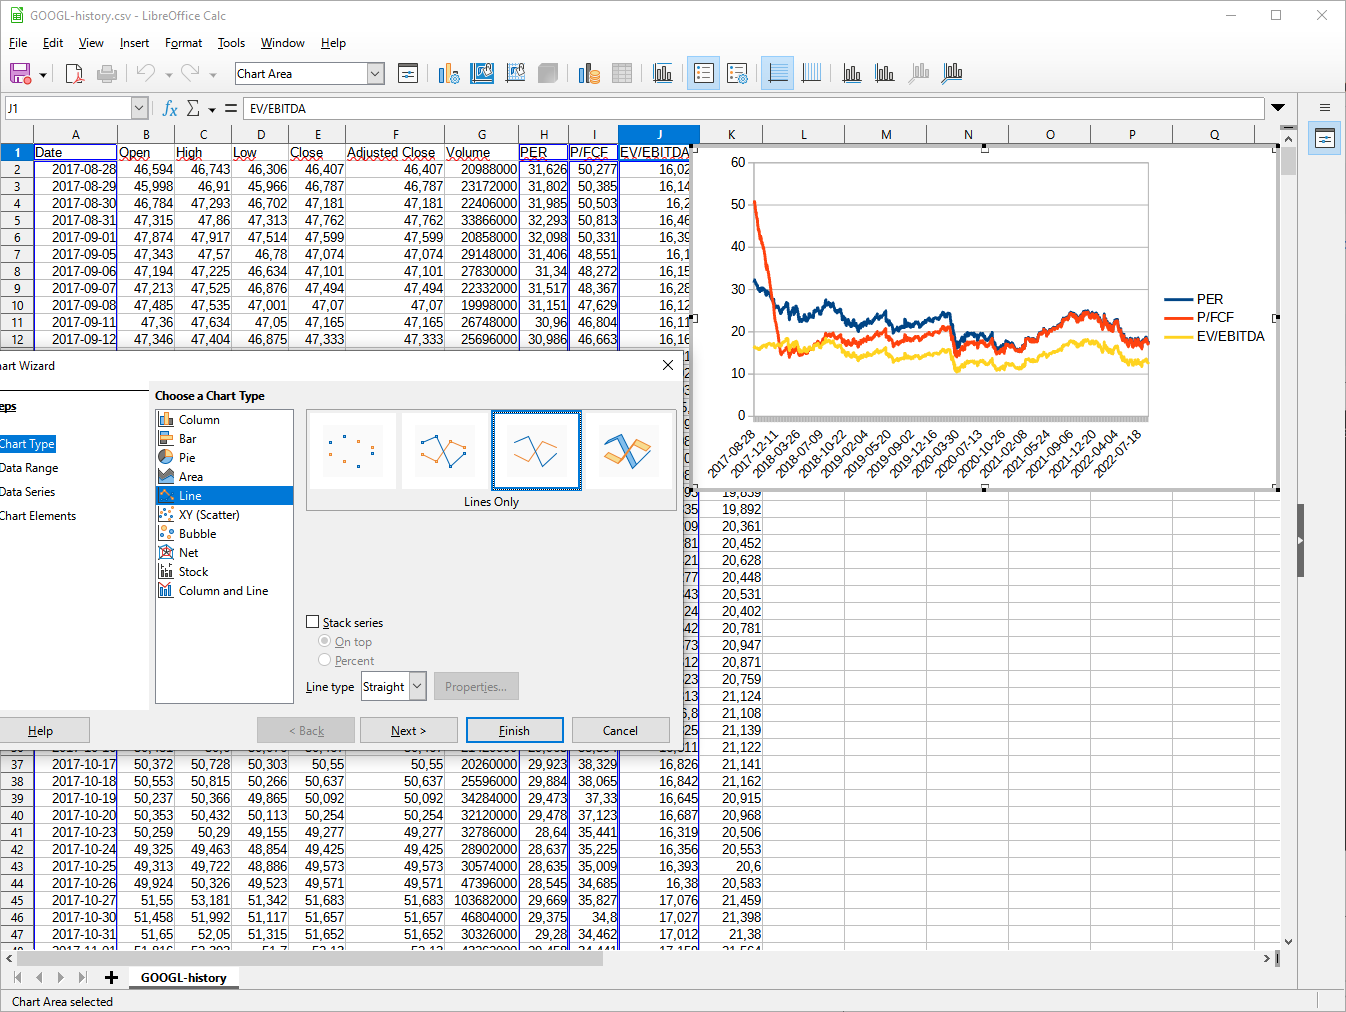 GOOGL-history.csv - LibreOffice Calc
File Edit View Insert Format Tools Window Help
Chart Area
J1 EV/EBITDA
A B C D E F G H I J K L M N O P Q
1 Date Open High Low Close Adjusted Close Volume PER P/FCF EV/EBITDA
2 2017-08-28 46,594 46,743 46,306 46,407 46,407 20988000 31,626 50,277 16,02
3 2017-08-29 45,998 46,91 45,966 46,787 46,787 23172000 31,802 50,385 16,14
4 2017-08-30 46,784 47,293 46,702 47,181 47,181 22406000 31,985 50,503 16,2
5 2017-08-31 47,315 47,86 47,313 47,762 47,762 33866000 32,293 50,813 16,46
6 2017-09-01 47,874 47,917 47,514 47,599 47,599 20858000 32,098 50,331 16,39
7 2017-09-05 47,343 47,57 46,78 47,074 47,074 29148000 31,406 48,551 16,1
8 2017-09-06 47,194 47,225 46,634 47,101 47,101 27830000 31,34 48,272 16,15
9 2017-09-07 47,213 47,525 46,876 47,494 47,494 22332000 31,517 48,367 16,28
10 2017-09-08 47,485 47,535 47,001 47,07 47,07 19998000 31,151 47,629 16,12
11 2017-09-11 47,36 47,634 47,05 47,165 47,165 26748000 30,96 46,804 16,11
12 2017-09-12 47,346 47,404 46,875 47,333 47,333 25696000 30,986 46,663 16,16
60
50
40
30
20
10
0
2017-08-28
2017-12-11
2018-03-26
2018-07-09
2018-10-22
2019-02-04
2019-05-20
2019-09-02
2019-12-16
2020-03-30
2020-07-13
2020-10-26
2021-02-08
2021-05-24
2021-09-06
2021-12-20
2022-04-04
2022-07-18
PER
P/FCF
EV/EBITDA
art Wizard
eps
Chart Type
Data Range
Data Series
Chart Elements
Choose a Chart Type
Column
Bar
Pie
Area
Line
XY (Scatter)
Bubble
Net
Stock
Column and Line
Lines Only
Stack series
On top
Percent
Line type Straight Properties...
Help < Back Next > Finish Cancel
19,839
35 19,892
09 20,361
81 20,452
21 20,628
77 20,448
43 20,531
24 20,402
42 20,781
73 20,947
12 20,871
23 20,759
13 21,124
5,8 21,108
25 21,139
311 21,122
37 2017-10-17 50,372 50,728 50,303 50,55 50,55 20260000 29,923 38,329 16,826 21,141
38 2017-10-18 50,553 50,815 50,266 50,637 50,637 25596000 29,884 38,065 16,842 21,162
39 2017-10-19 50,237 50,366 49,865 50,092 50,092 34284000 29,473 37,33 16,645 20,915
40 2017-10-20 50,353 50,432 50,113 50,254 50,254 32120000 29,478 37,123 16,687 20,968
41 2017-10-23 50,259 50,29 49,155 49,277 49,277 32786000 28,64 35,441 16,319 20,506
42 2017-10-24 49,325 49,463 48,854 49,425 49,425 28902000 28,637 35,225 16,356 20,553
43 2017-10-25 49,313 49,722 48,886 49,573 49,573 30574000 28,635 35,009 16,393 20,6
44 2017-10-26 49,924 50,326 49,523 49,571 49,571 47396000 28,545 34,685 16,38 20,583
45 2017-10-27 51,55 53,181 51,342 51,683 51,683 103682000 29,669 35,827 17,076 21,459
46 2017-10-30 51,458 51,992 51,117 51,657 51,657 46804000 29,375 34,8 17,027 21,398
47 2017-10-31 51,65 52,05 51,315 51,652 51,652 30326000 29,28 34,462 17,012 21,38
GOOGL-history
Chart Area selected